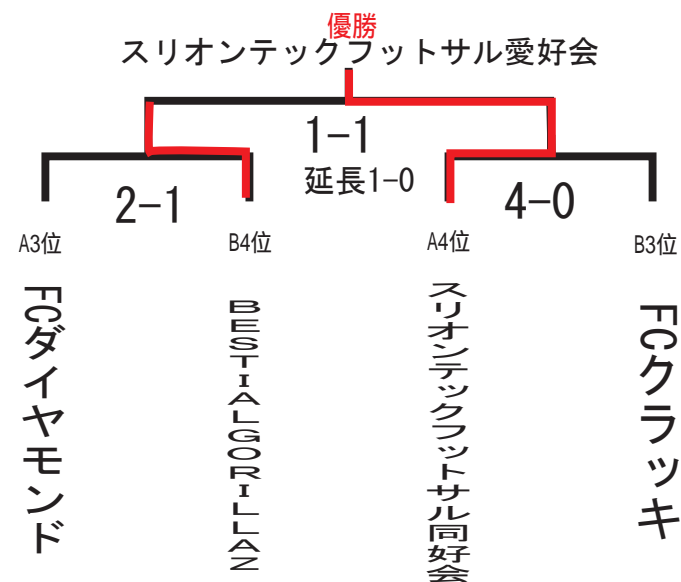 優勝
スリオンテックフットサル愛好会
1-1
延長1-0
2-1
4-0
A3位
B4位
A4位
B3位
FCダイヤモンド
BESTIALGORILLAZ
スリオンテックフットサル同好会
FCクラッキ